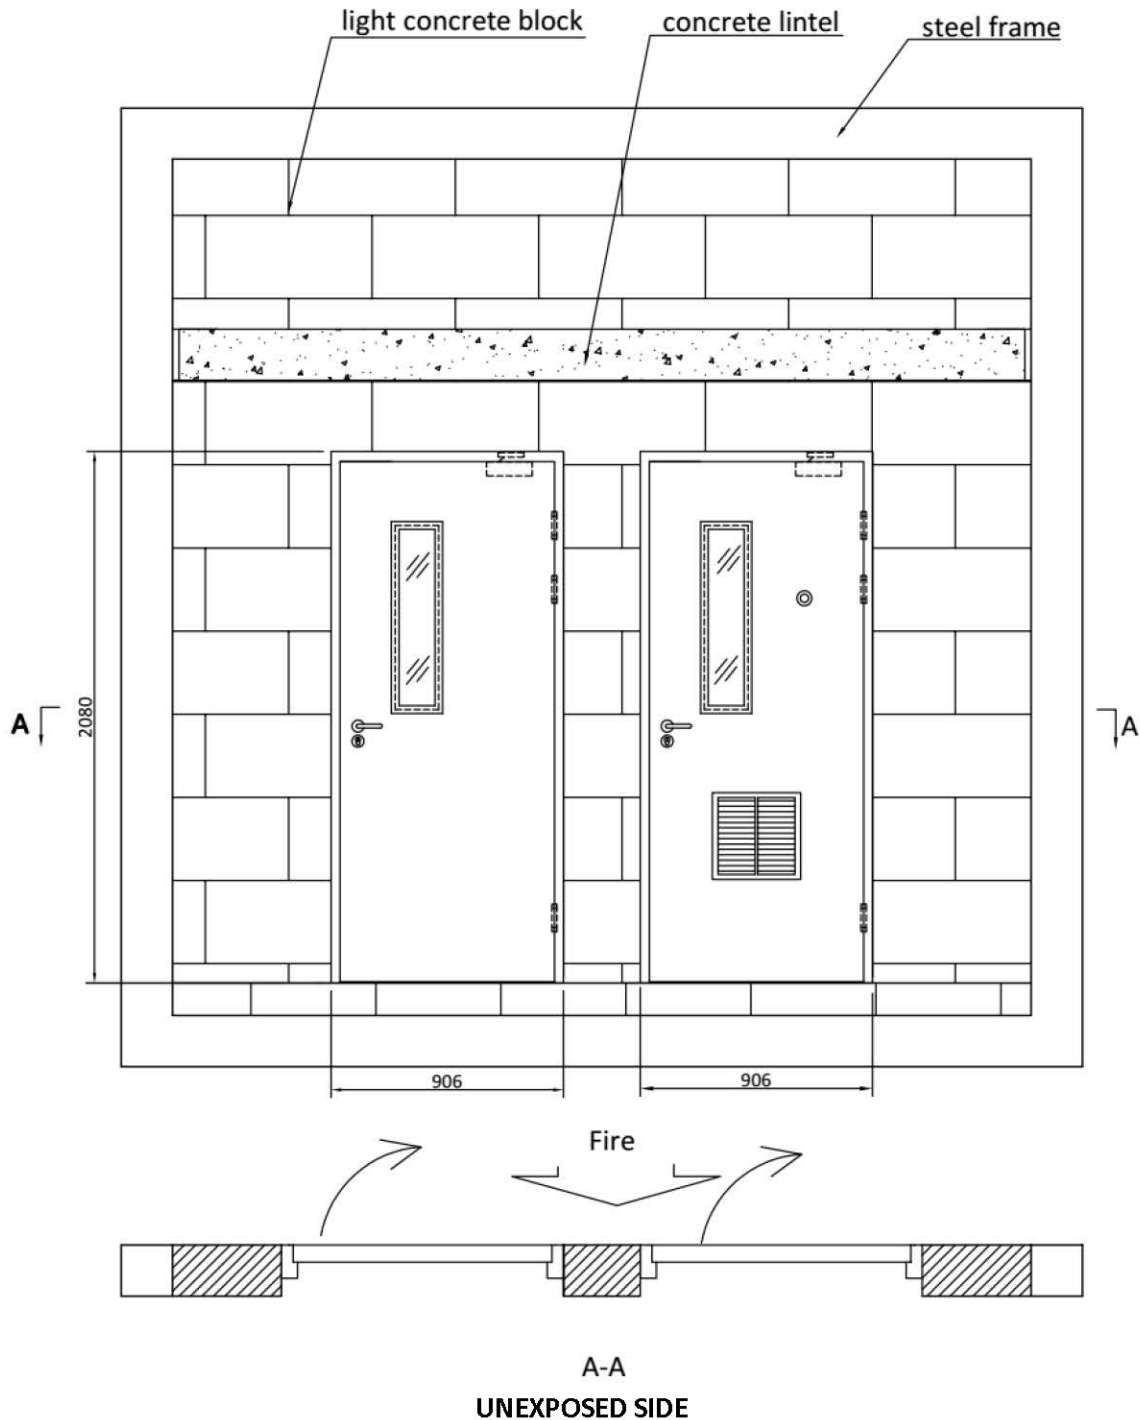 light concrete block
concrete lintel
steel frame
2080
A
A
906
906
Fire
A-A
UNEXPOSED SIDE